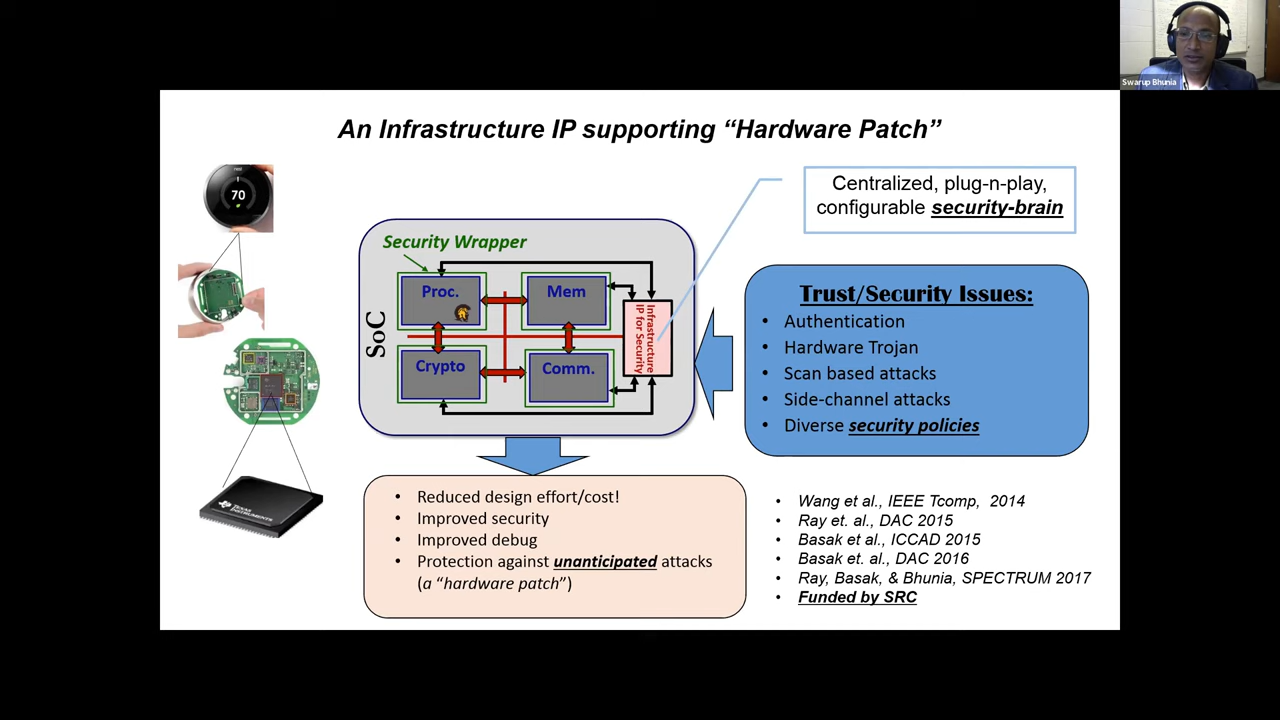 Swarup Bhunia
An Infrastructure IP supporting “Hardware Patch”
70
Centralized, plug-n-play,
configurable security-brain
Security Wrapper
SoC
Proc.
Mem
Crypto
Comm.
Infrastructure
IP for Security
Trust/Security Issues:
• Authentication
• Hardware Trojan
• Scan based attacks
• Side-channel attacks
• Diverse security policies
TEXAS
INSTRUMENTS
• Reduced design effort/cost!
• Improved security
• Improved debug
• Protection against unanticipated attacks
(a “hardware patch”)
• Wang et al., IEEE Tcomp, 2014
• Ray et. al., DAC 2015
• Basak et al., ICCAD 2015
• Basak et. al., DAC 2016
• Ray, Basak, & Bhunia, SPECTRUM 2017
• Funded by SRC